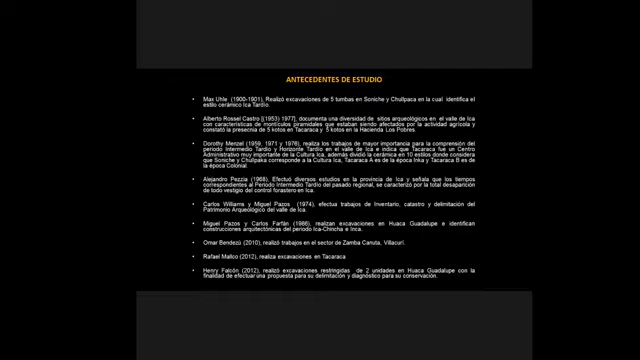 ANTECEDENTES DE ESTUDIO
• Max Uhle (1900-1901), Realizó excavaciones de 5 tumbas en Soniche y Chullpaca en la cual identifica el
estilo cerámico Ica Tardío.
• Alberto Rossel Castro [(1953) 1977], documenta una diversidad de sitios arqueológicos en el valle de Ica
con características de montículos piramidales que estaban siendo afectados por la actividad agrícola y
constató la presecnia de 5 kotos en Tacaraca y 5 kotos en la Hacienda Los Pobres.
• Dorothy Menzel (1959, 1971 y 1976), realiza los trabajos de mayor importancia para la comprensión del
periodo Intermedio Tardío y Horizonte Tardío en el valle de Ica e indica que Tacaraca fue un Centro
Administrativo muy importante de la Cultura Ica, además dividió la cerámica en 10 estilos donde considera
que Soniche y Chullpaka corresponde a la Cultura Ica, Tacaraca A es de la época Inka y Tacaraca B es de
la época Colonial.
• Alejandro Pezzia (1968), Efectuó diversos estudios en la provincia de Ica y señala que los tiempos
correspondientes al Periodo Intermedio Tardío del pasado regional, se caracterizó por la total desaparición
de todo vestigio del control forastero en Ica.
• Carlos Williams y Miguel Pazos (1974), efectua trabajos de Inventario, catastro y delimitación del
Patrimonio Arqueológico del valle de Ica.
• Miguel Pazos y Carlos Farfán (1986), realizan excavaciones en Huaca Guadalupe e identifican
construcciones arquitectónicas del periodo Ica-Chincha e Inca.
• Omar Bendezú (2010), realizó trabajos en el sector de Zamba Canuta, Villacurí.
• Rafael Mallco (2012), realiza excavaciones en Tacaraca
• Henry Falcón (2012), realizó excavaciones restringidas de 2 unidades en Huaca Guadalupe con la
finalidad de efectuar una propuesta para su delimitación y diagnóstico para su conservación.